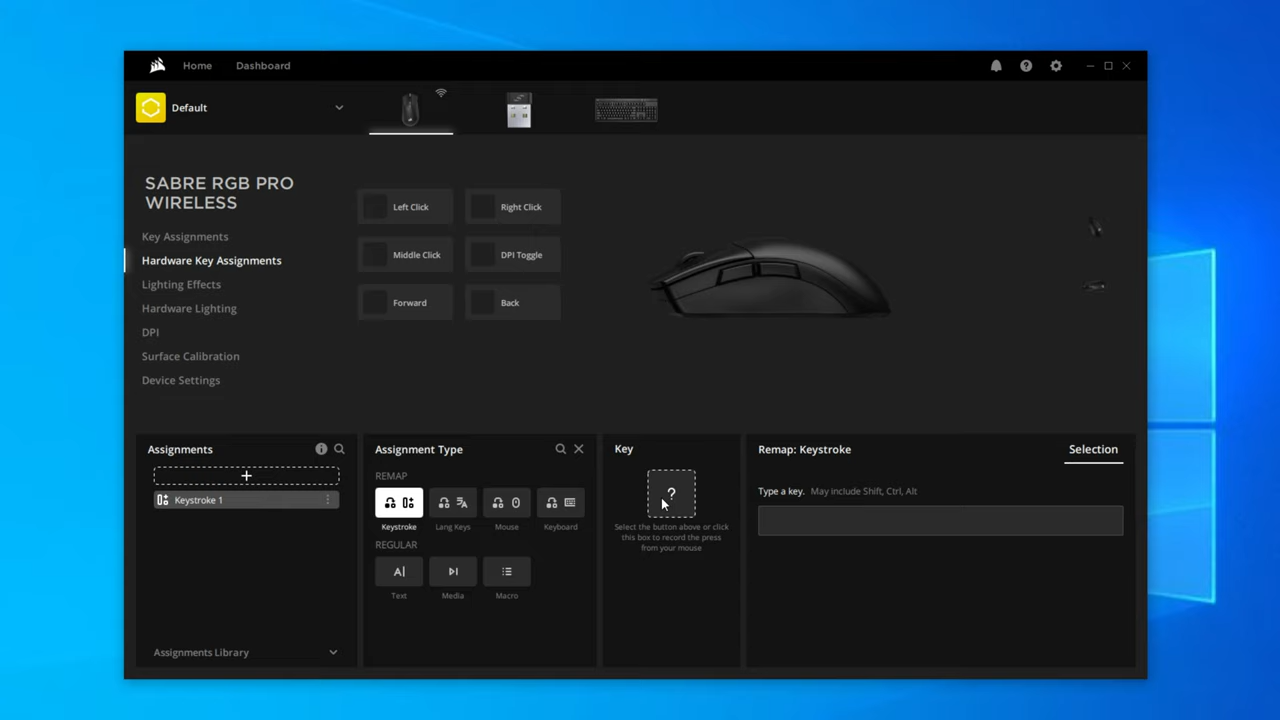 Home
Dashboard
Default
SABRE RGB PRO
WIRELESS
Key Assignments
Hardware Key Assignments
Lighting Effects
Hardware Lighting
DPI
Surface Calibration
Device Settings
Left Click
Right Click
Middle Click
DPI Toggle
Forward
Back
Assignments
Keystroke 1
Assignments Library
Assignment Type
REMAP
Keystroke
Lang Keys
Mouse
Keyboard
REGULAR
Text
Media
Macro
Key
?
Select the button above or click
this box to record the press
from your mouse
Remap: Keystroke
Selection
Type a key. May include Shift, Ctrl, Alt